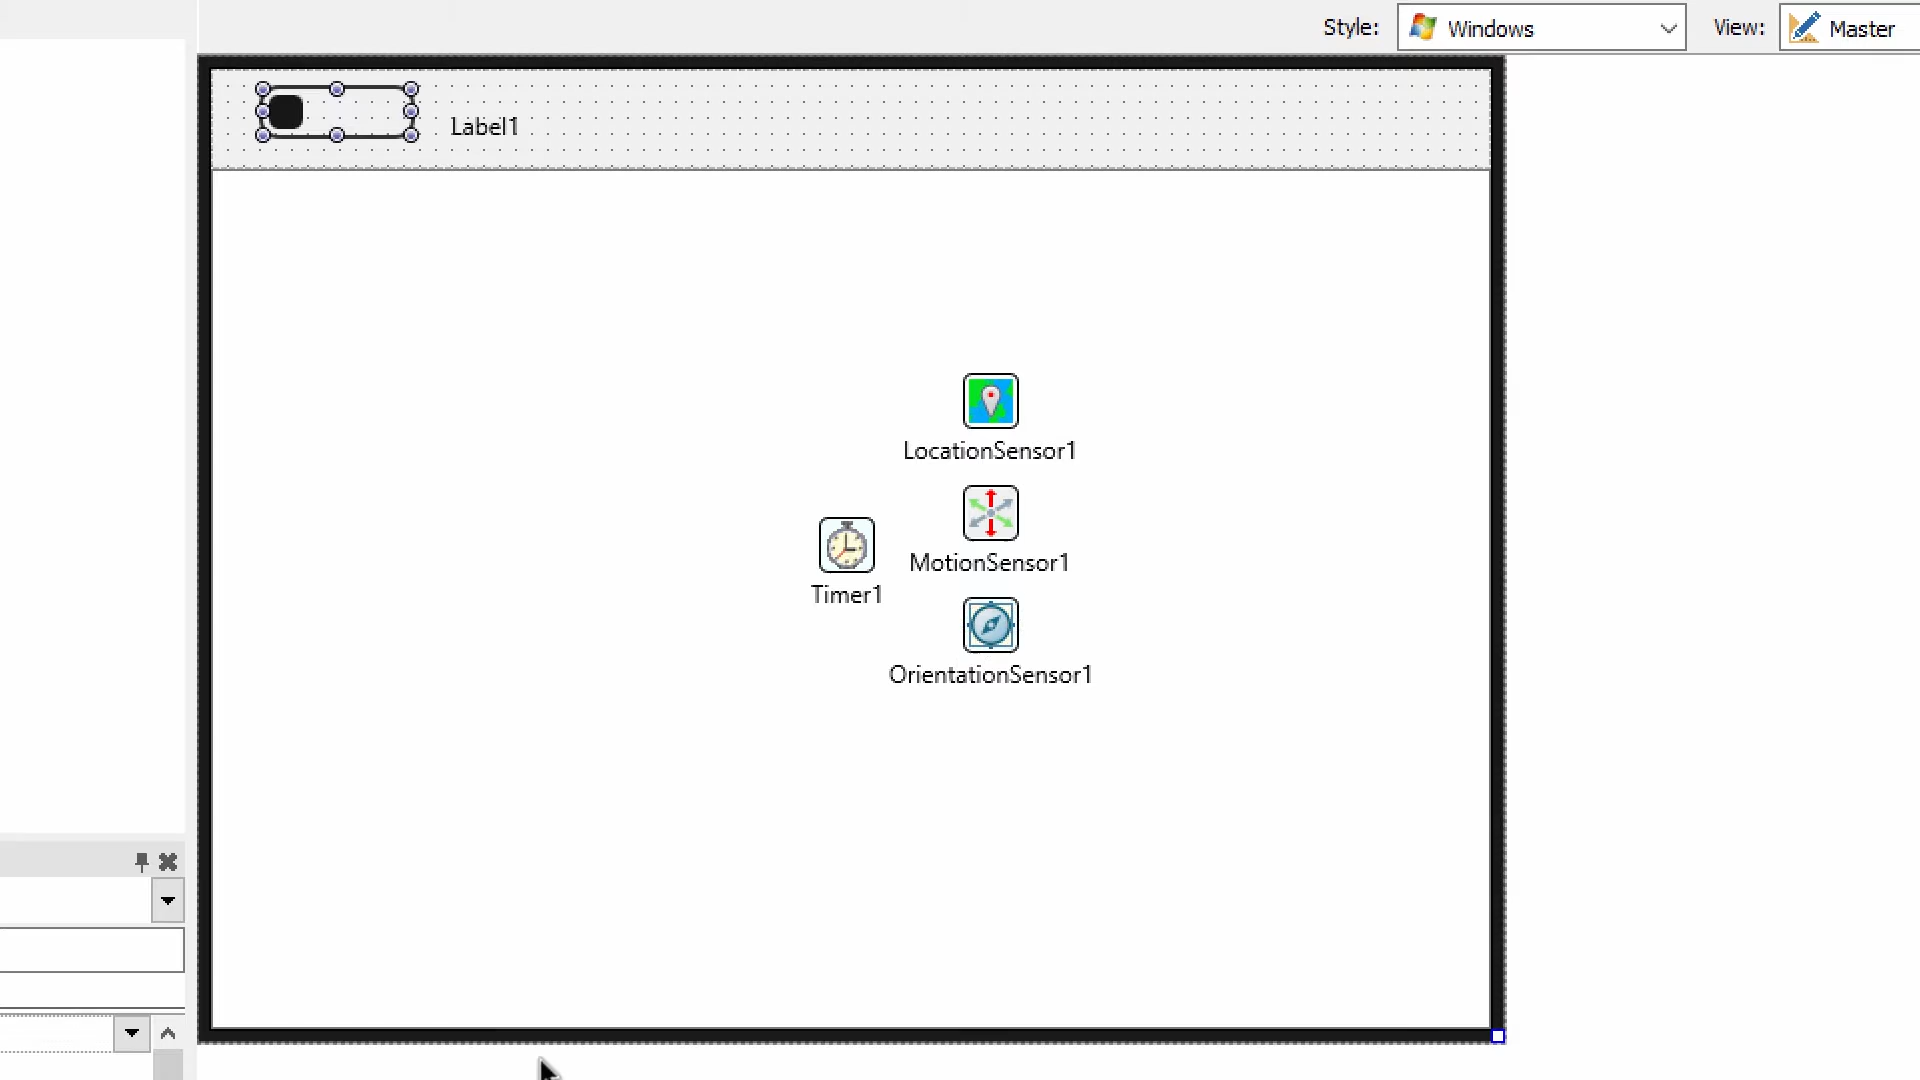 Style: Windows View: Master
Label1
LocationSensor1
MotionSensor1
Timer1
OrientationSensor1